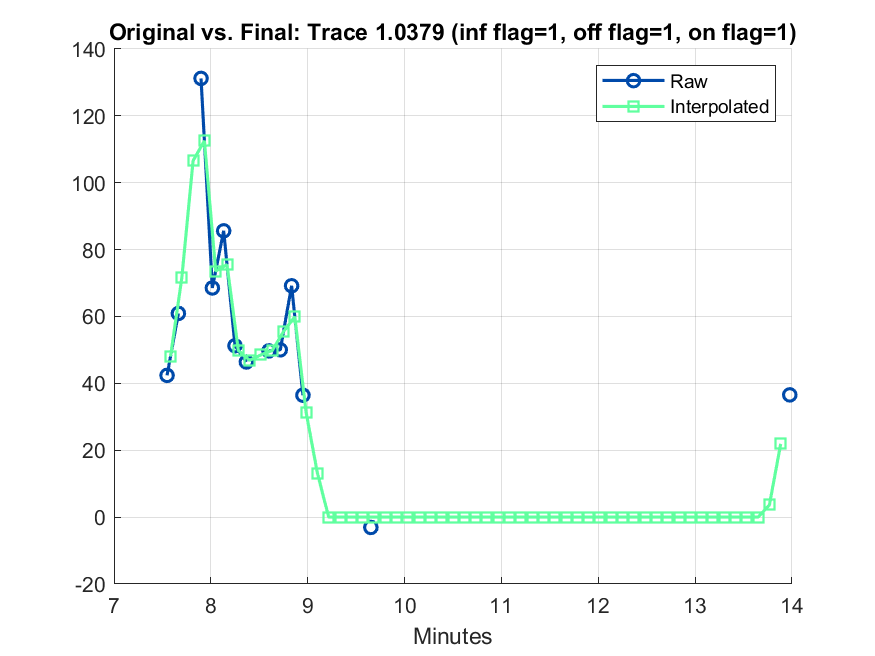 Original vs. Final: Trace 1.0379 (inf flag=1, off flag=1, on flag=1)
140
120
100
80
60
40
20
0
-20
Raw
Interpolated
7 8 9 10 11 12 13 14
Minutes